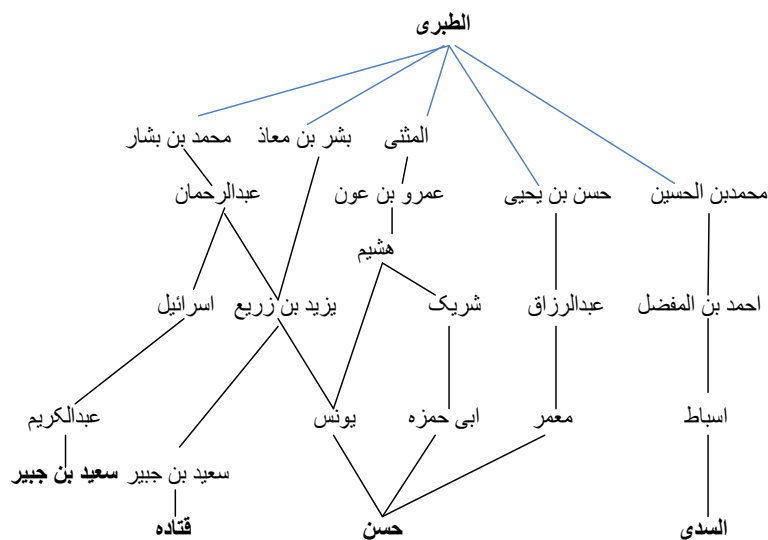 الطبری
محمد بن بشار
بشر بن معاذ
المثنی
عبدالرحمان
عمرو بن عون
حسن بن یحیی
محمدبن الحسین
هشیم
اسرائیل
یزید بن زریع
شریک
عبدالرزاق
احمد بن المفضل
عبدالکریم
یونس
ابی حمزه
معمر
اسباط
سعید بن جبیر
سعید بن جبیر
قتاده
حسن
السدی